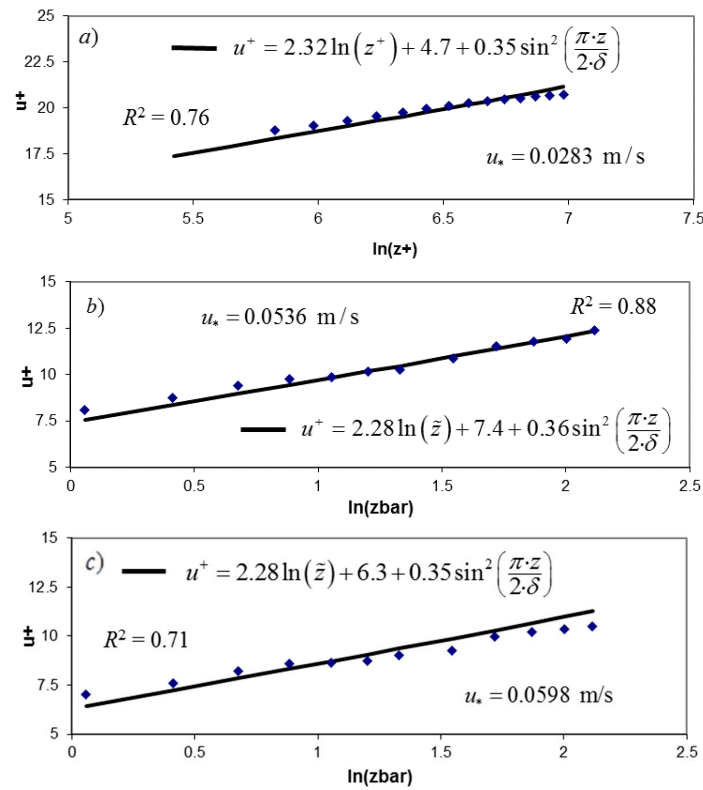 a)
u⁺ = 2.32 ln(z⁺) + 4.7 + 0.35 sin² (π·z / 2·δ)
R² = 0.76
u* = 0.0283 m/s
u+
25
22.5
20
17.5
15
5 5.5 6 6.5 7 7.5
ln(z+)
b)
u* = 0.0536 m/s
R² = 0.88
u⁺ = 2.28 ln(z̃) + 7.4 + 0.36 sin² (π·z / 2·δ)
u+
15
12.5
10
7.5
5
0 0.5 1 1.5 2 2.5
ln(zbar)
c)
u⁺ = 2.28 ln(z̃) + 6.3 + 0.35 sin² (π·z / 2·δ)
R² = 0.71
u* = 0.0598 m/s
u+
15
12.5
10
7.5
5
0 0.5 1 1.5 2 2.5
ln(zbar)